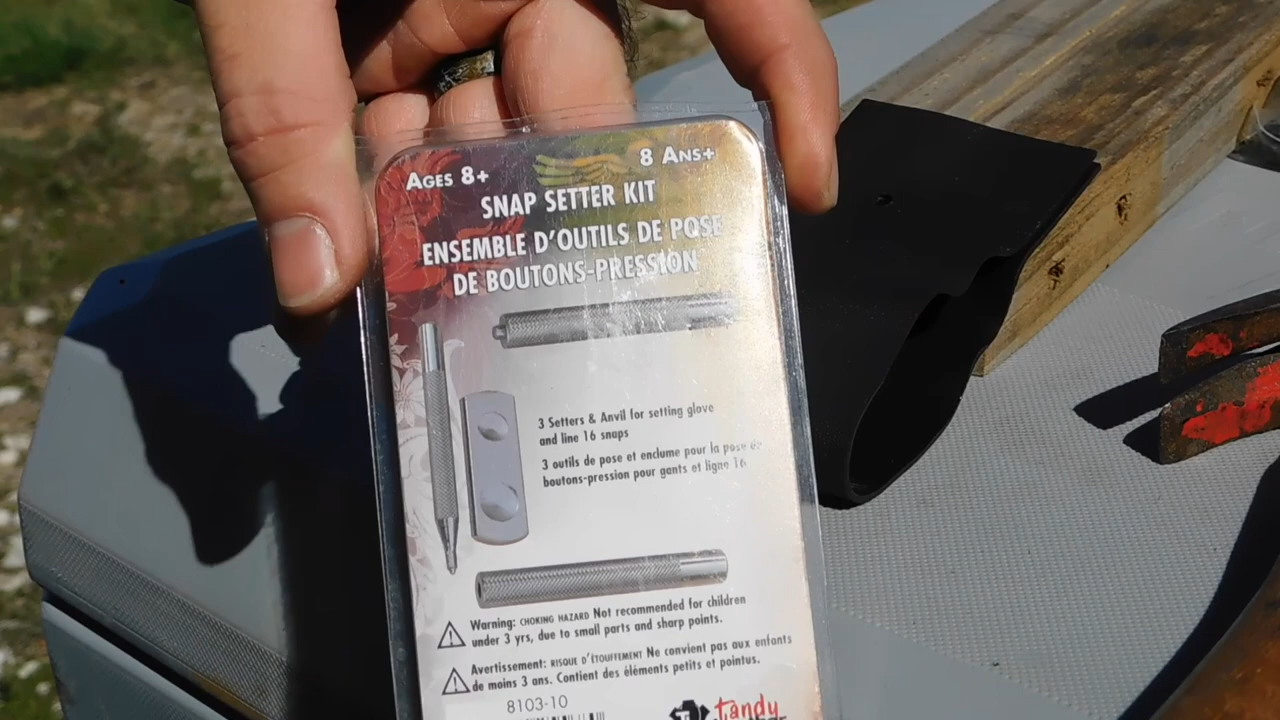 AGES 8+
8 ANS+
SNAP SETTER KIT
ENSEMBLE D'OUTILS DE POSE
DE BOUTONS-PRESSION
3 Setters & Anvil for setting glove
and line 16 snaps
3 outils de pose et enclume pour la pose de
boutons-pression pour gants et ligne 16
Warning: CHOKING HAZARD Not recommended for children
under 3 yrs, due to small parts and sharp points.
Avertissement: RISQUE D'ÉTOUFFEMENT Ne convient pas aux enfants
de moins 3 ans. Contient des éléments petits et pointus.
8103-10
Tandy